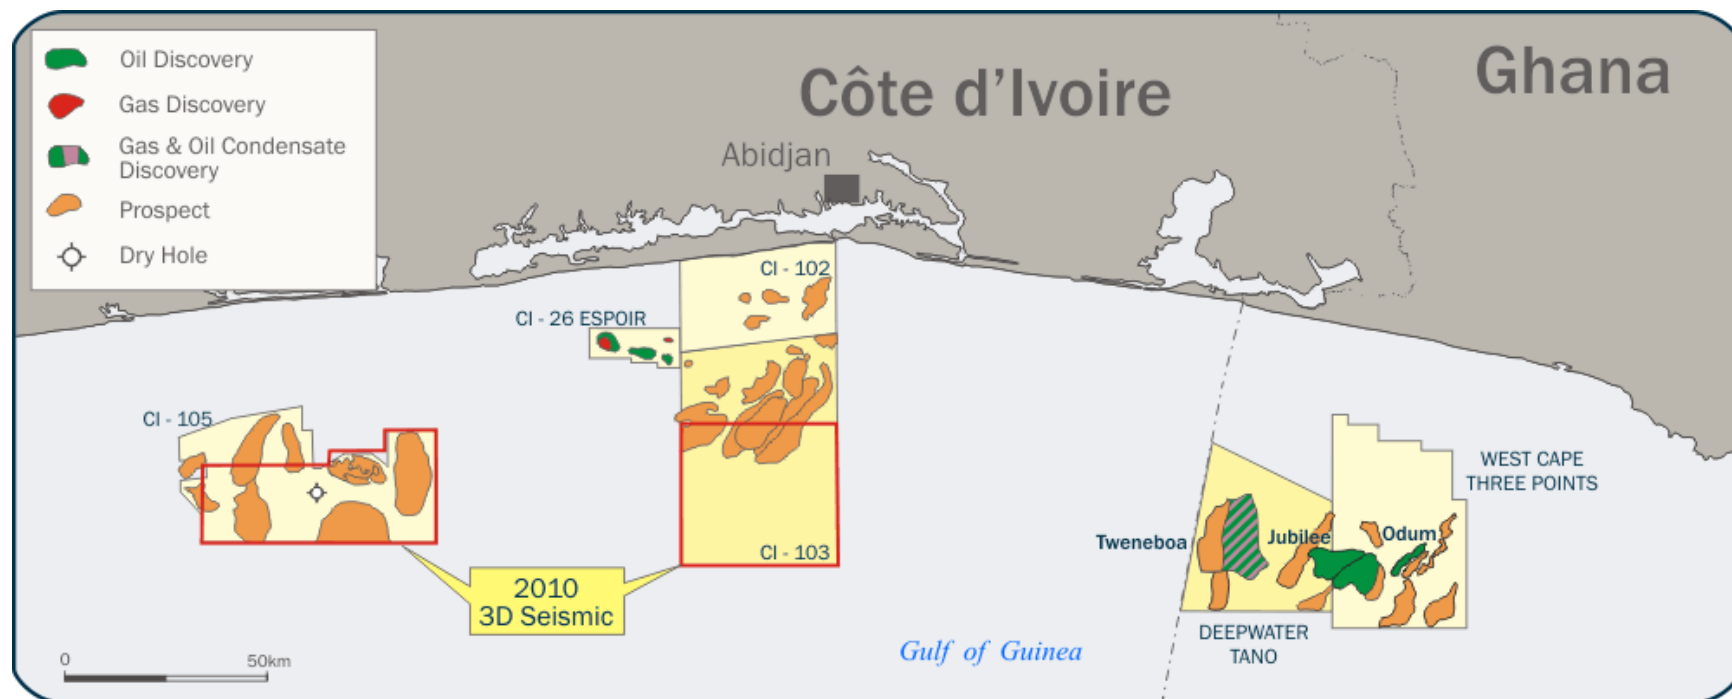 Oil Discovery
Gas Discovery
Gas & Oil Condensate
Discovery
Prospect
Dry Hole
Côte d'Ivoire
Ghana
Abidjan
CI - 102
CI - 26 ESPOIR
CI - 105
CI - 103
2010
3D Seismic
WEST CAPE
THREE POINTS
Tweneboa
Jubilee
Odum
DEEPWATER
TANO
Gulf of Guinea
0
50km